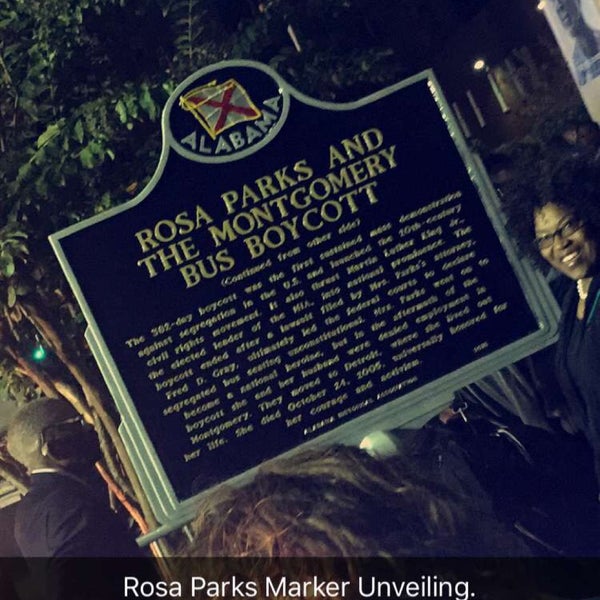 ALABAMA
ROSA PARKS AND
THE MONTGOMERY
BUS BOYCOTT
(Continued from other side)
The 382-day boycott was the first sustained mass demonstration
against segregation in the U.S. and launched the 20th-century
civil rights movement. It also thrust Martin Luther King Jr.,
the elected leader of the MIA, into national prominence. The
boycott ended after a lawsuit filed by Mrs. Parks's attorney,
Fred D. Gray, ultimately led the federal courts to declare
segregated bus seating unconstitutional. Mrs. Parks went on to
become a national heroine, but in the aftermath of the
boycott she and her husband were denied employment in
Montgomery. They moved to Detroit, where she lived out
her life. She died October 24, 2005, universally honored for
her courage and activism.
ALABAMA NATIONAL
Rosa Parks Marker Unveiling.